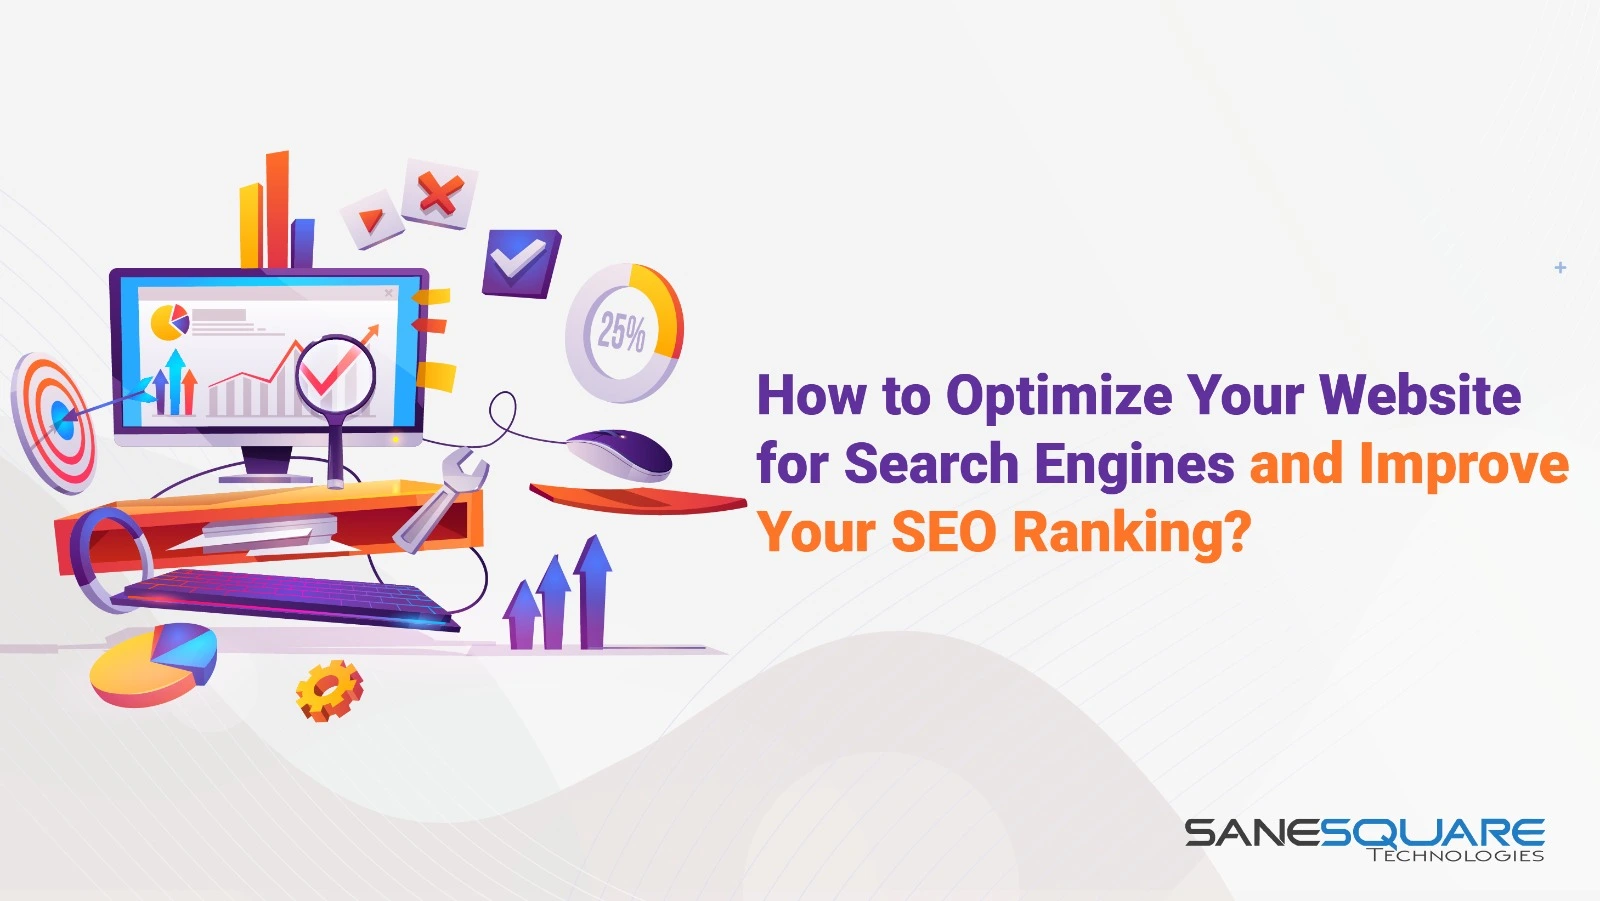 25%
How to Optimize Your Website
for Search Engines and Improve
Your SEO Ranking?
SANESQUARE
TECHNOLOGIES